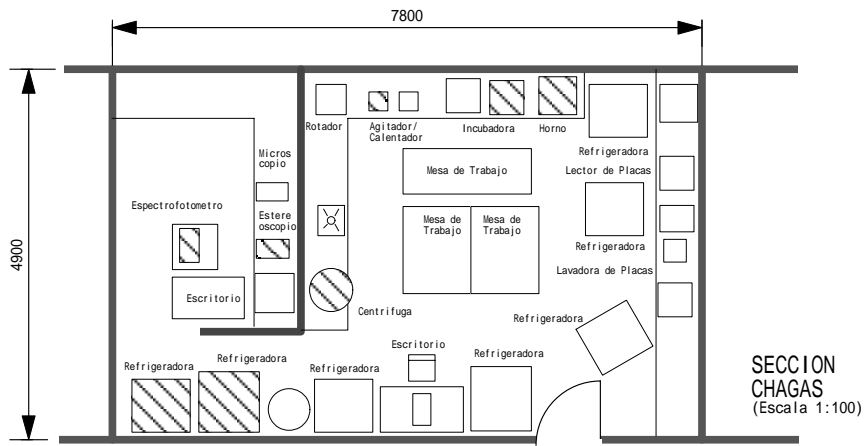 7800
4900
Rotador
Agitador/
Calentador
Incubadora
Horno
Refrigeradora
Lector de Placas
Micros
copio
Mesa de Trabajo
Espectrofotometro
Estere
oscopio
Mesa de
Trabajo
Mesa de
Trabajo
Refrigeradora
Lavadora de Placas
Escritorio
Centrifuga
Refrigeradora
Escritorio
Refrigeradora
Refrigeradora
Refrigeradora
Refrigeradora
SECCION
CHAGAS
(Escala 1:100)